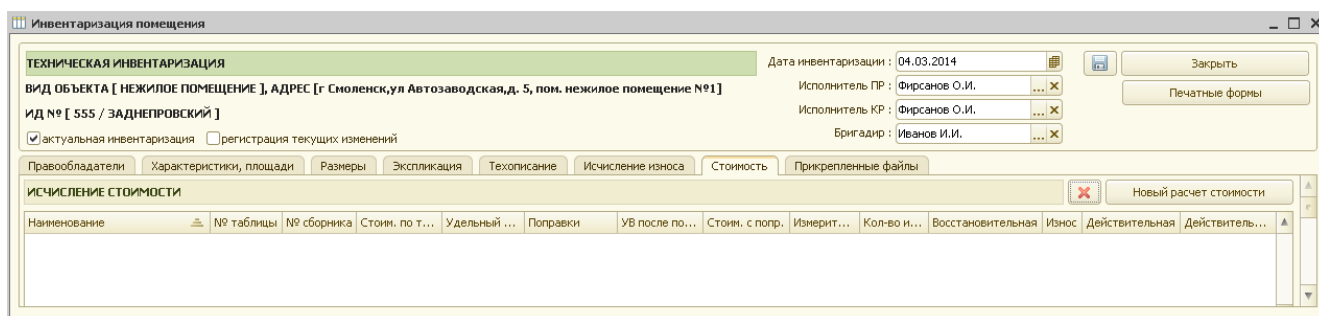 Инвентаризация помещения
ТЕХНИЧЕСКАЯ ИНВЕНТАРИЗАЦИЯ
Дата инвентаризации : 04.03.2014
Закрыть
ВИД ОБЪЕКТА [ НЕЖИЛОЕ ПОМЕЩЕНИЕ ], АДРЕС [г Смоленск,ул Автозаводская,д. 5, пом. нежилое помещение №1]
Исполнитель ПР : Фирсанов О.И. ...
Печатные формы
ИД № [ 555 / ЗАДНЕПРОВСКИЙ ]
Исполнитель КР : Фирсанов О.И. ...
актуальная инвентаризация регистрация текущих изменений
Бригадир : Иванов И.И. ...
Правообладатели Характеристики, площади Размеры Экспликация Техописание Исчисление износа Стоимость Прикрепленные файлы
ИСЧИСЛЕНИЕ СТОИМОСТИ Новый расчет стоимости
Наименование № таблицы № сборника Стоим. по т... Удельный ... Поправки УВ после по... Стоим. с попр. Измерит... Кол-во и... Восстановительная Износ Действительная Действитель...